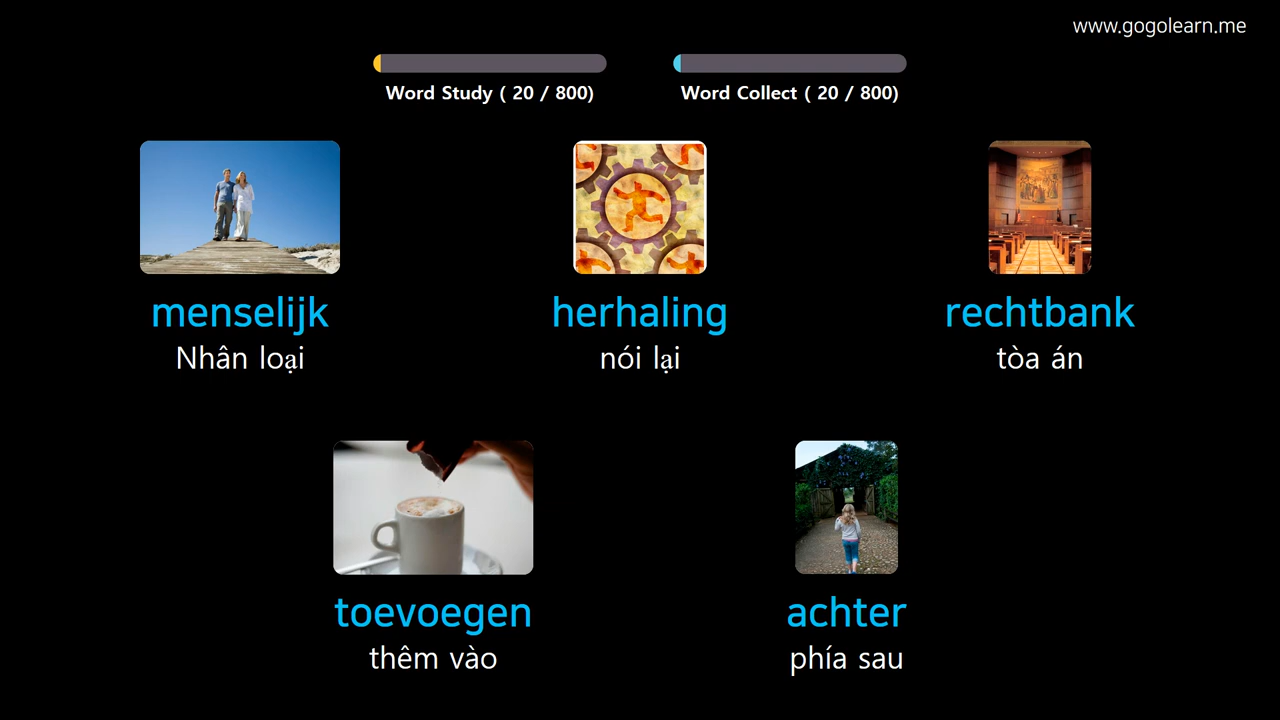 www.gogolearn.me
Word Study ( 20 / 800)
Word Collect ( 20 / 800)
menselijk
Nhân loại
herhaling
nói lại
rechtbank
tòa án
toevoegen
thêm vào
achter
phía sau